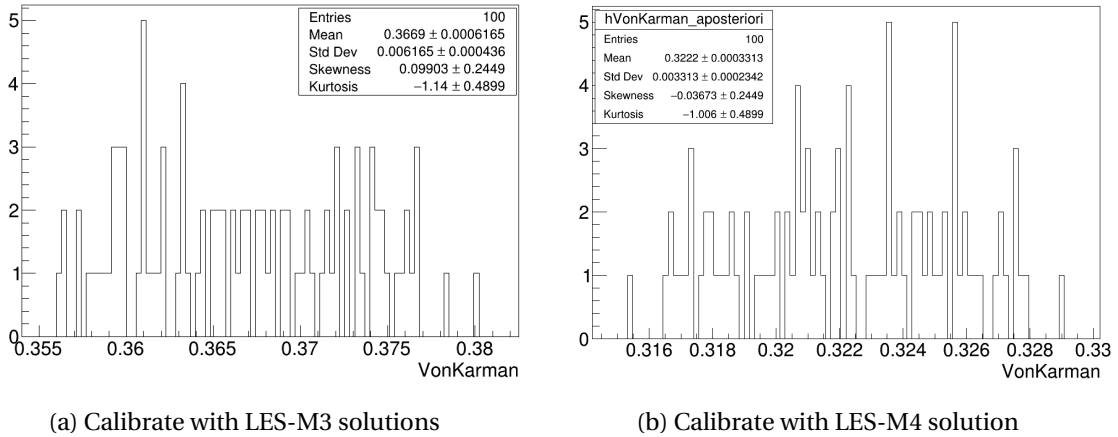 5
4
3
2
1
0
0.355
0.36
0.365
0.37
0.375
0.38
VonKarman
Entries 100
Mean 0.3669 ± 0.0006165
Std Dev 0.006165 ± 0.000436
Skewness 0.09903 ± 0.2449
Kurtosis −1.14 ± 0.4899
(a) Calibrate with LES-M3 solutions
5
4
3
2
1
0
0.316
0.318
0.32
0.322
0.324
0.326
0.328
0.33
VonKarman
hVonKarman_aposteriori
Entries 100
Mean 0.3222 ± 0.0003313
Std Dev 0.003313 ± 0.0002342
Skewness −0.03673 ± 0.2449
Kurtosis −1.006 ± 0.4899
(b) Calibrate with LES-M4 solution